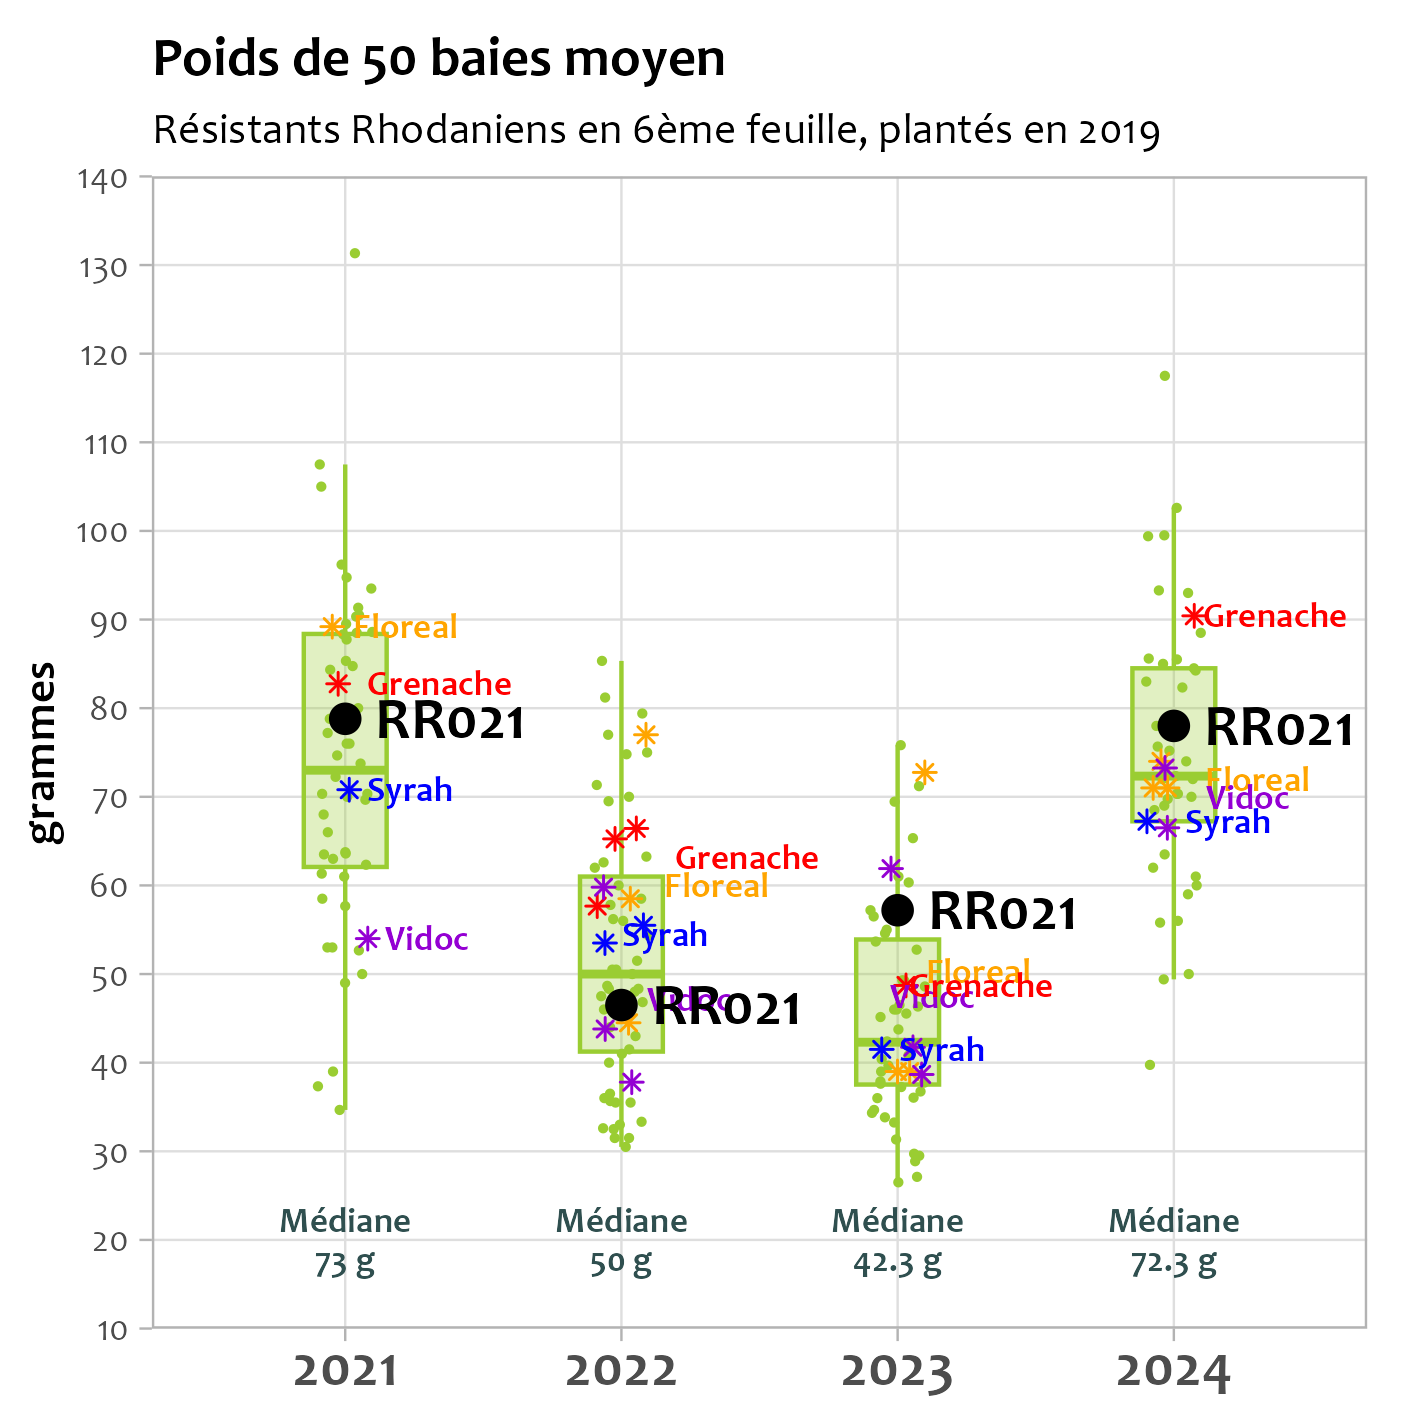 Poids de 50 baies moyen
Résistants Rhodaniens en 6ème feuille, plantés en 2019
grammes
140
130
120
110
100
90
80
70
60
50
40
30
20
10
Floreal
Grenache
RR021
Syrah
Vidoc
Médiane
73 g
2021
Grenache
Floreal
Syrah
Vidoc
RR021
Médiane
50 g
2022
RR021
Floreal
Grenache
Vidoc
Syrah
Médiane
42.3 g
2023
Grenache
RR021
Floreal
Vidoc
Syrah
Médiane
72.3 g
2024